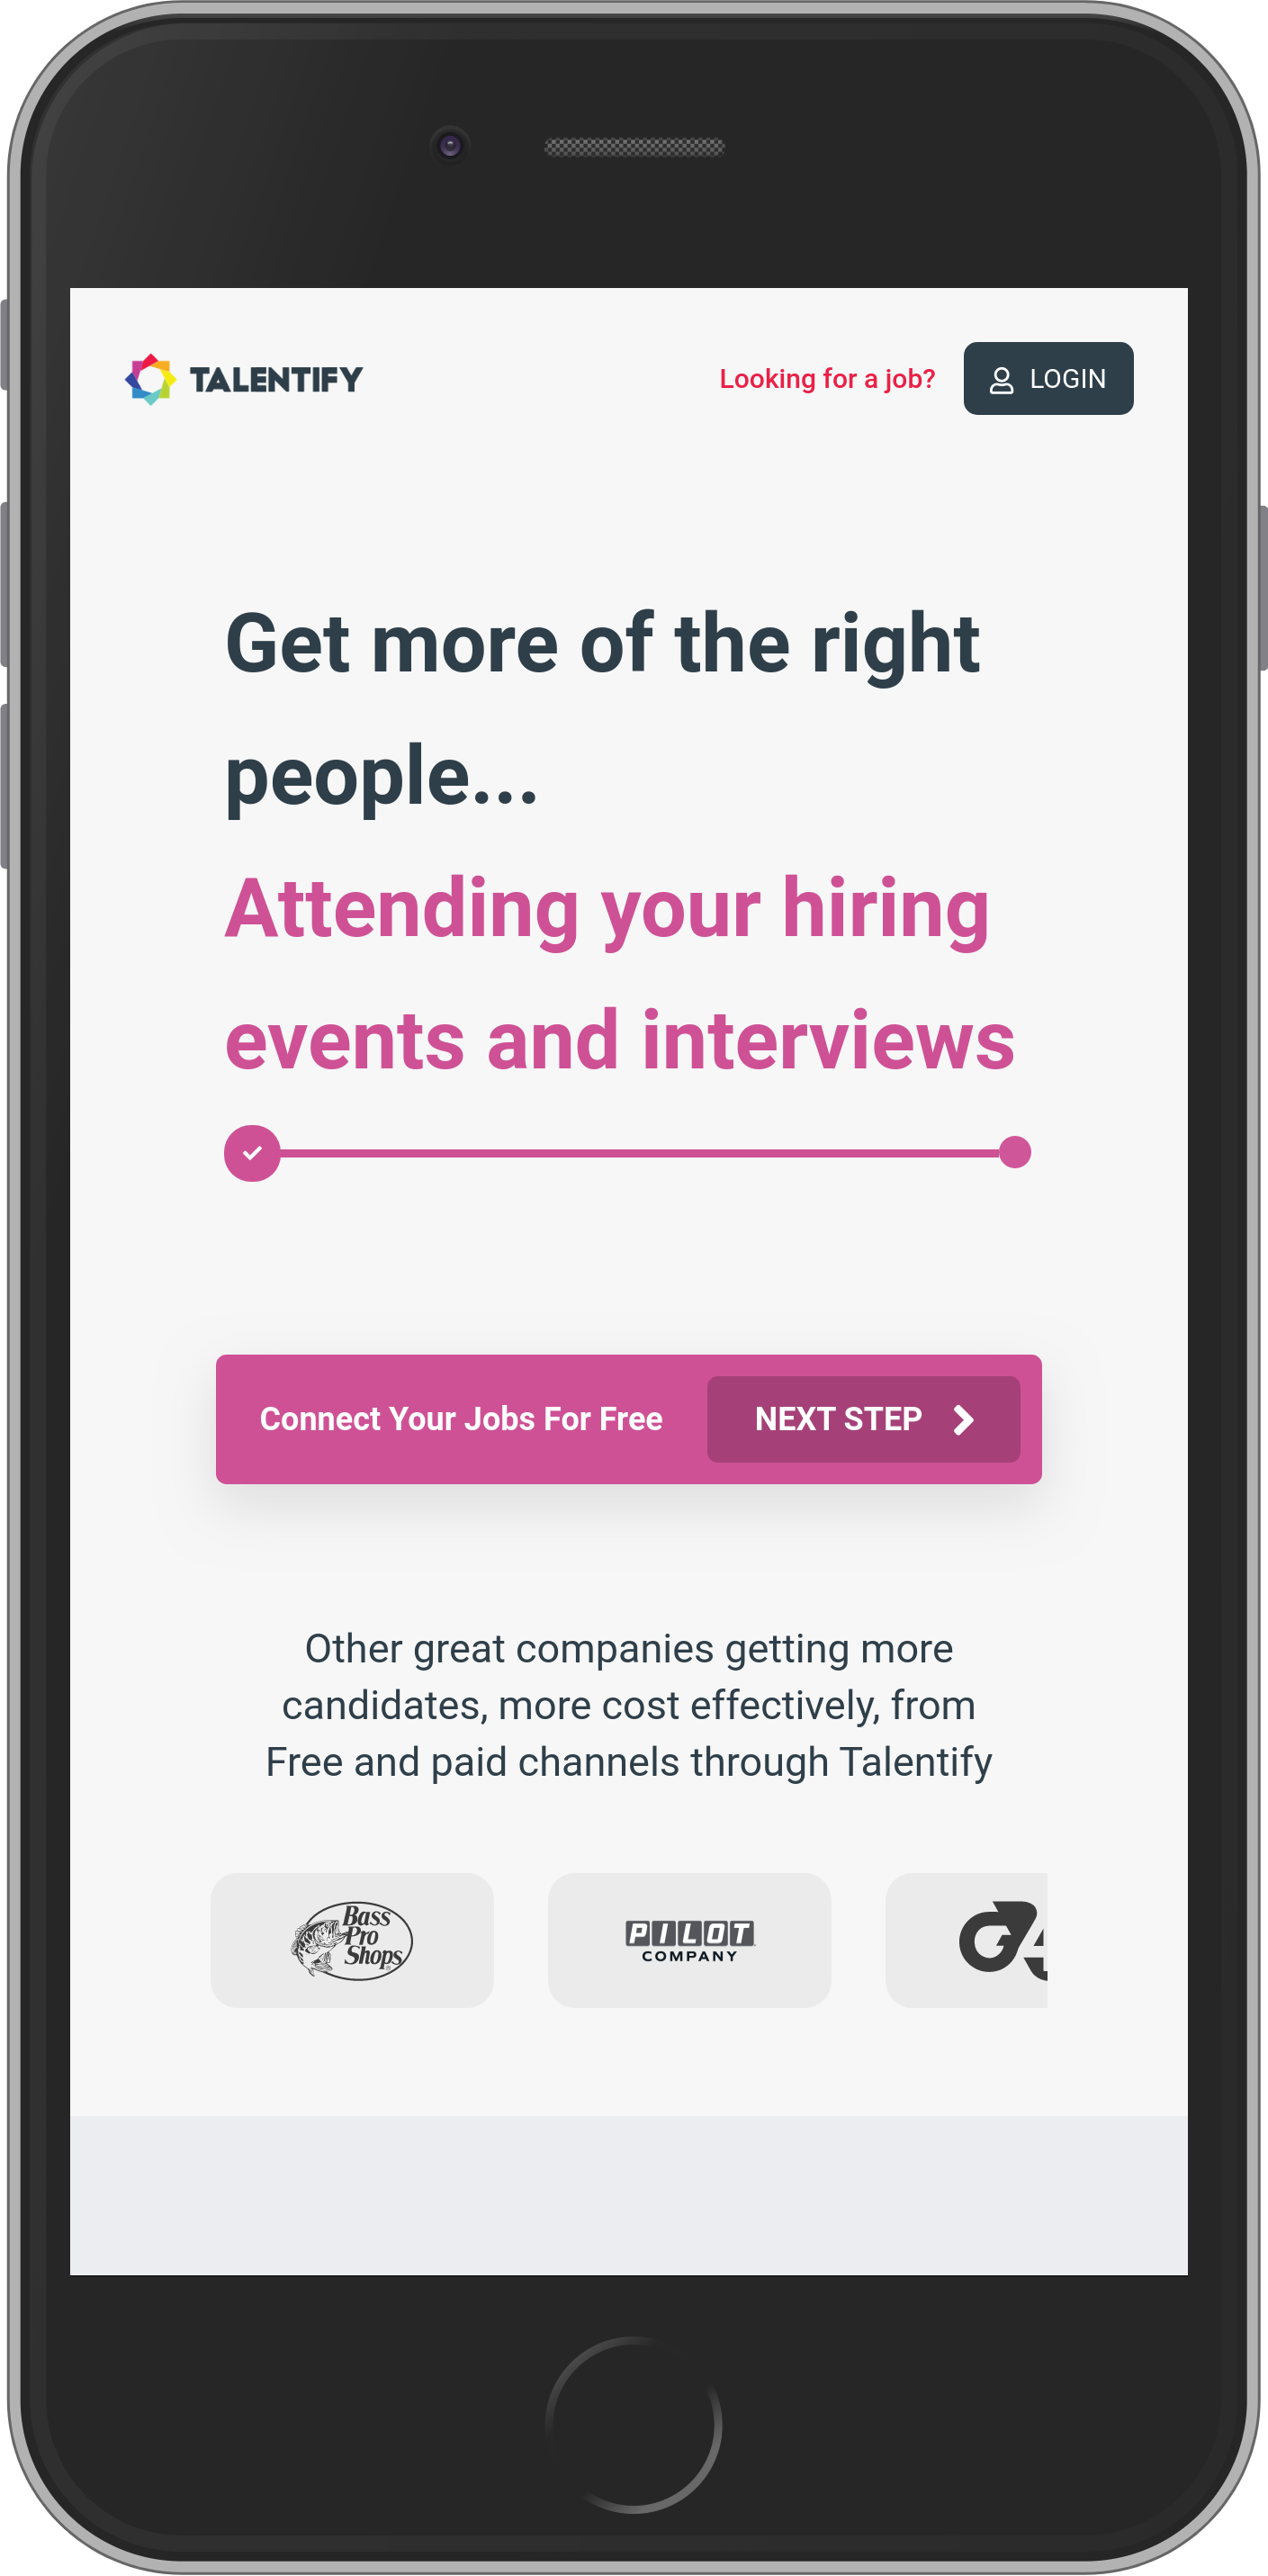 TALENTIFY
Looking for a job?
LOGIN
Get more of the right
people...
Attending your hiring
events and interviews
Connect Your Jobs For Free
NEXT STEP
Other great companies getting more
candidates, more cost effectively, from
Free and paid channels through Talentify
Bass
Pro
Shops
PILOT
COMPANY